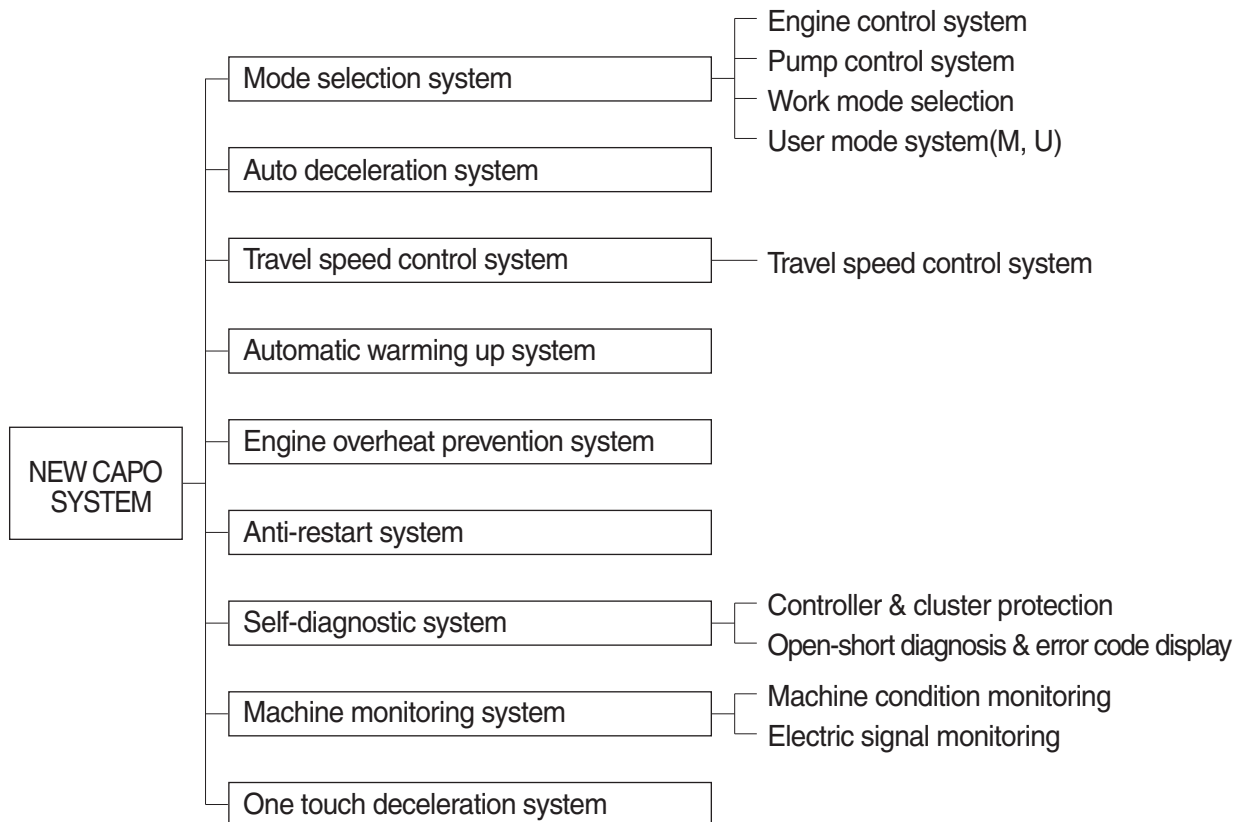 Engine control system
Mode selection system
Pump control system
Work mode selection
User mode system(M, U)
Auto deceleration system
Travel speed control system
Travel speed control system
Automatic warming up system
Engine overheat prevention system
NEW CAPO
SYSTEM
Anti-restart system
Self-diagnostic system
Controller & cluster protection
Open-short diagnosis & error code display
Machine monitoring system
Machine condition monitoring
Electric signal monitoring
One touch deceleration system